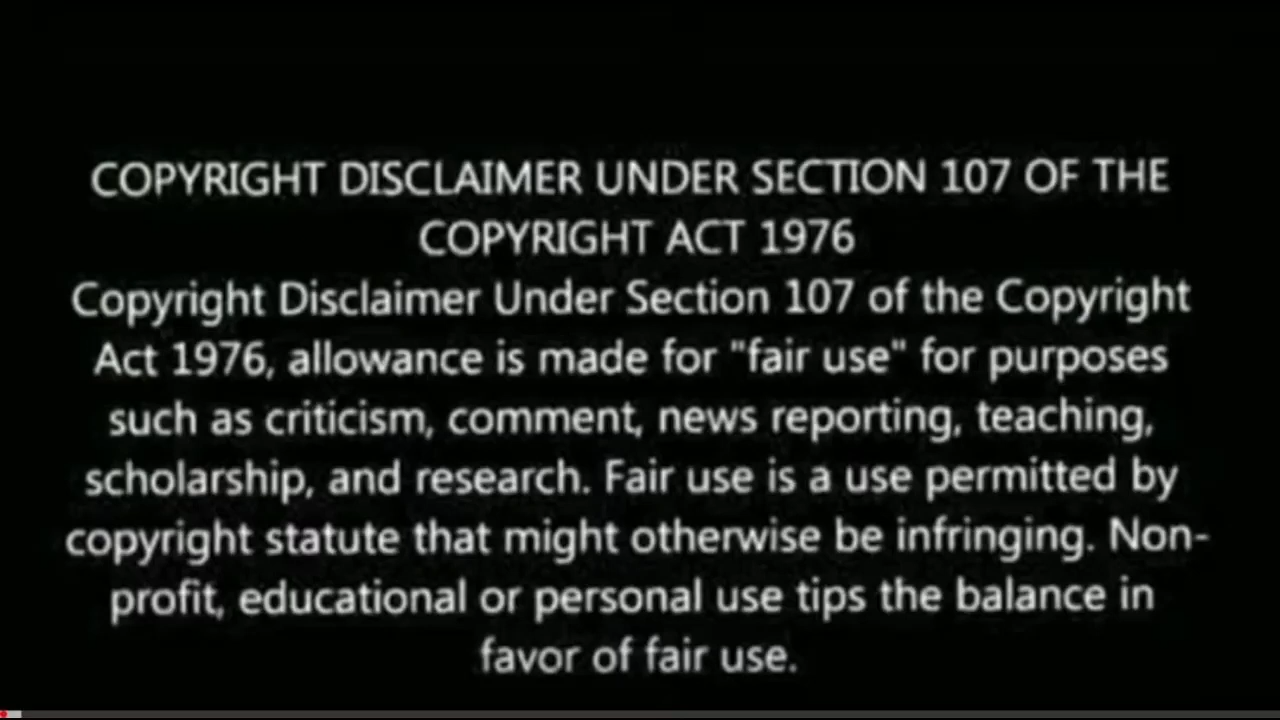 COPYRIGHT DISCLAIMER UNDER SECTION 107 OF THE
COPYRIGHT ACT 1976
Copyright Disclaimer Under Section 107 of the Copyright
Act 1976, allowance is made for "fair use" for purposes
such as criticism, comment, news reporting, teaching,
scholarship, and research. Fair use is a use permitted by
copyright statute that might otherwise be infringing. Non-
profit, educational or personal use tips the balance in
favor of fair use.